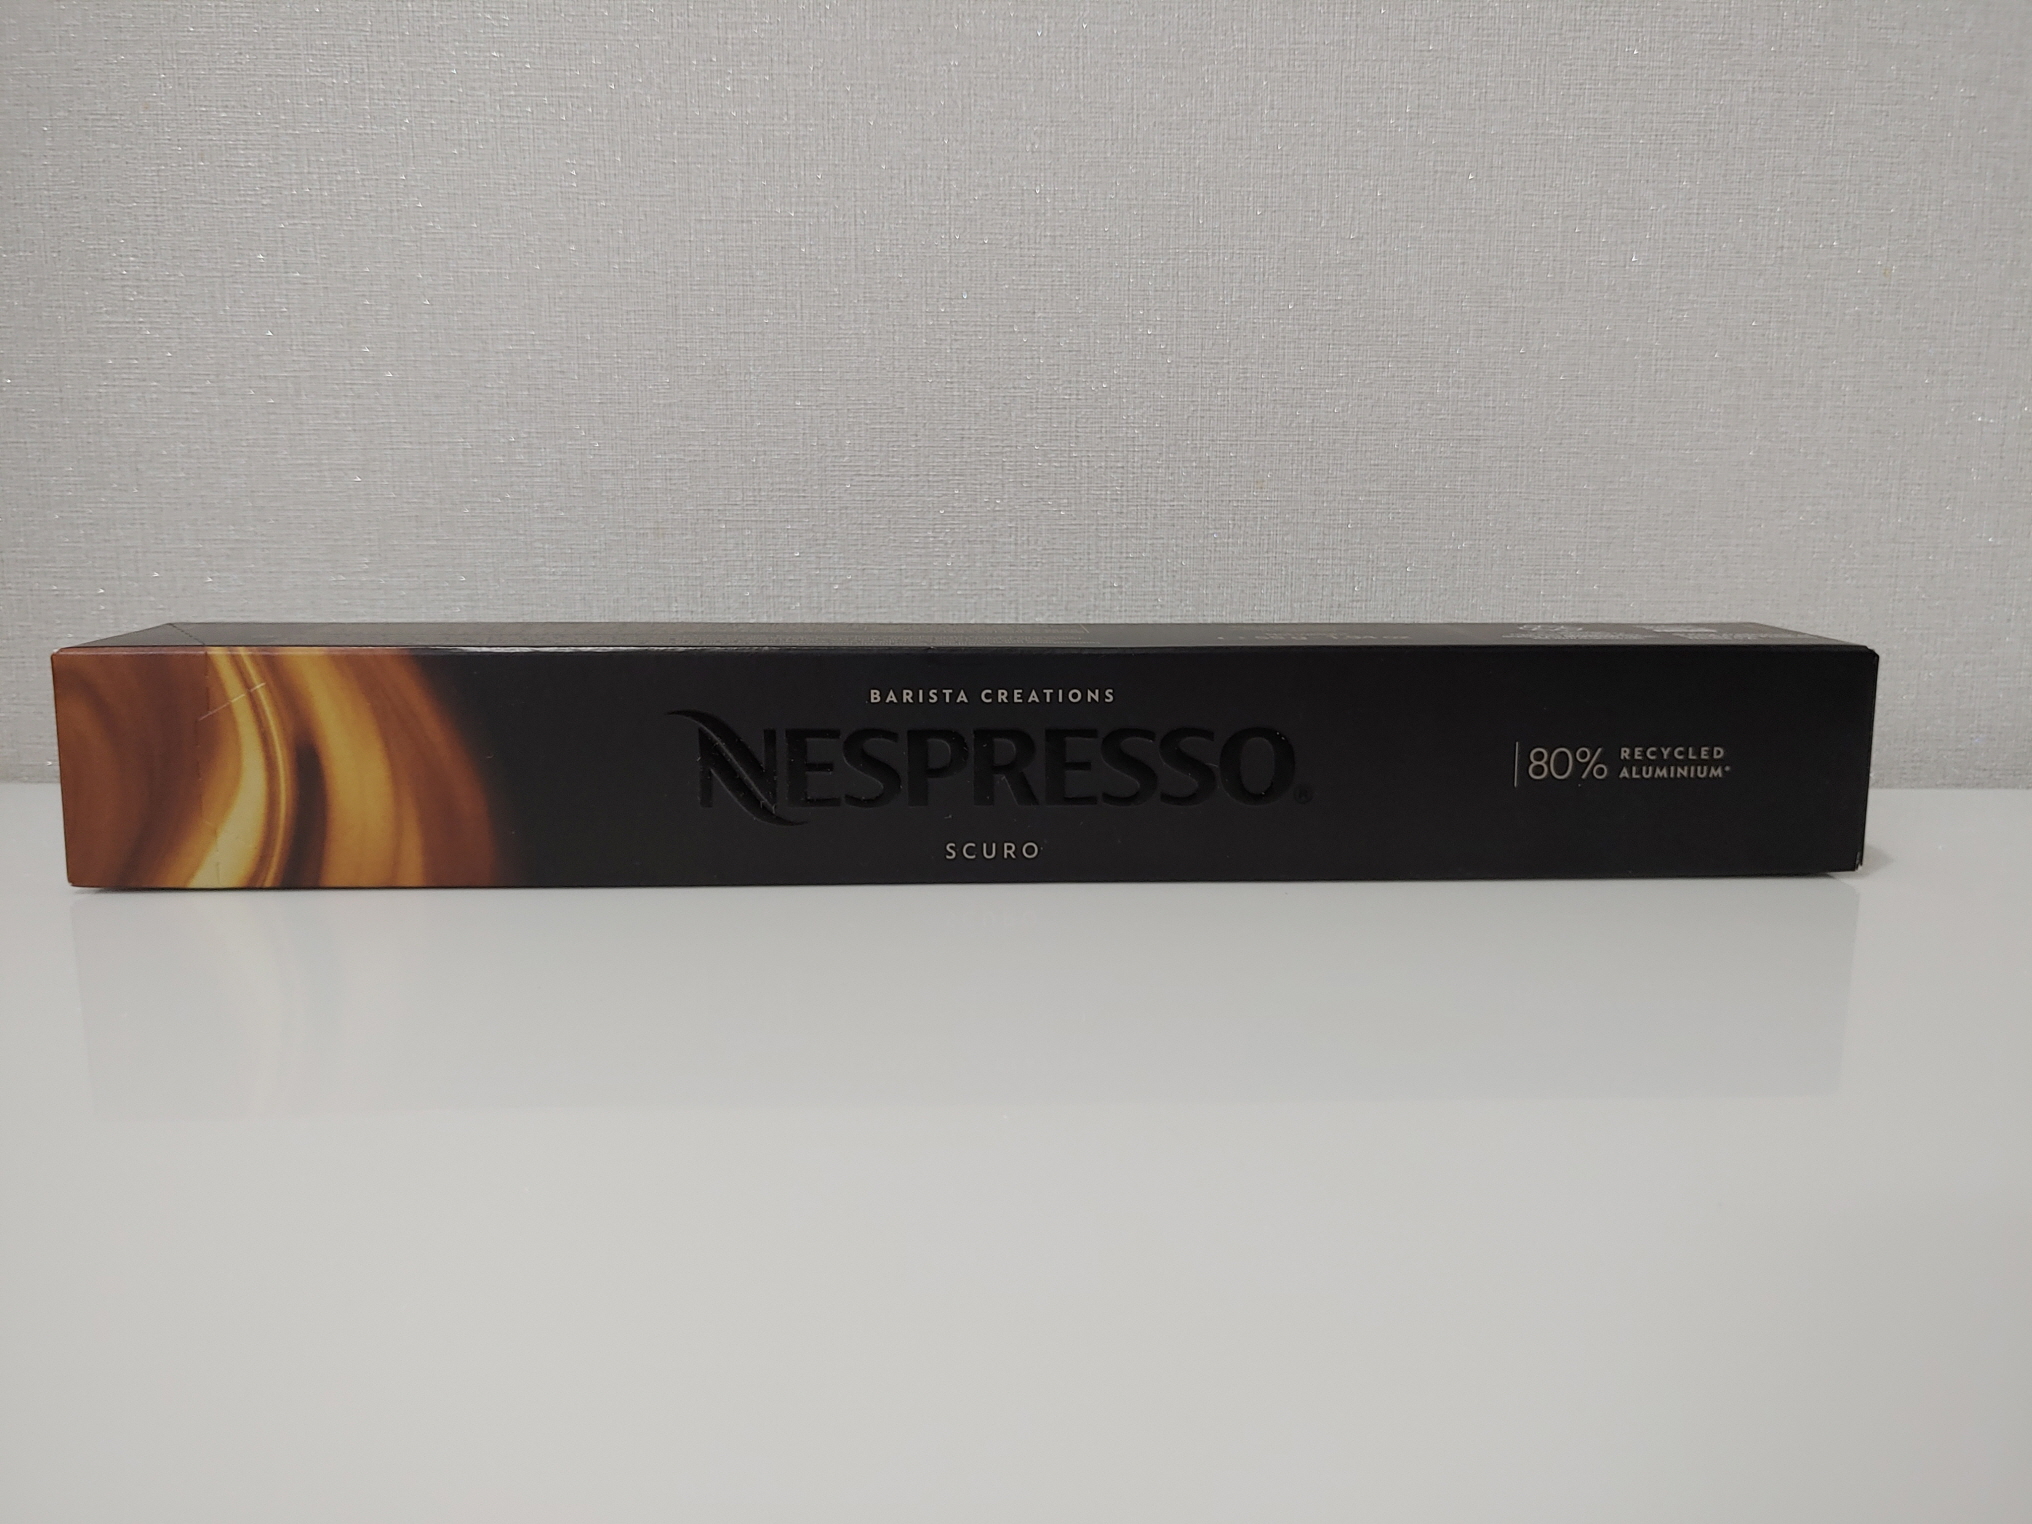 BARISTA CREATIONS
NESPRESSO®
SCURO
80% RECYCLED
ALUMINIUM*